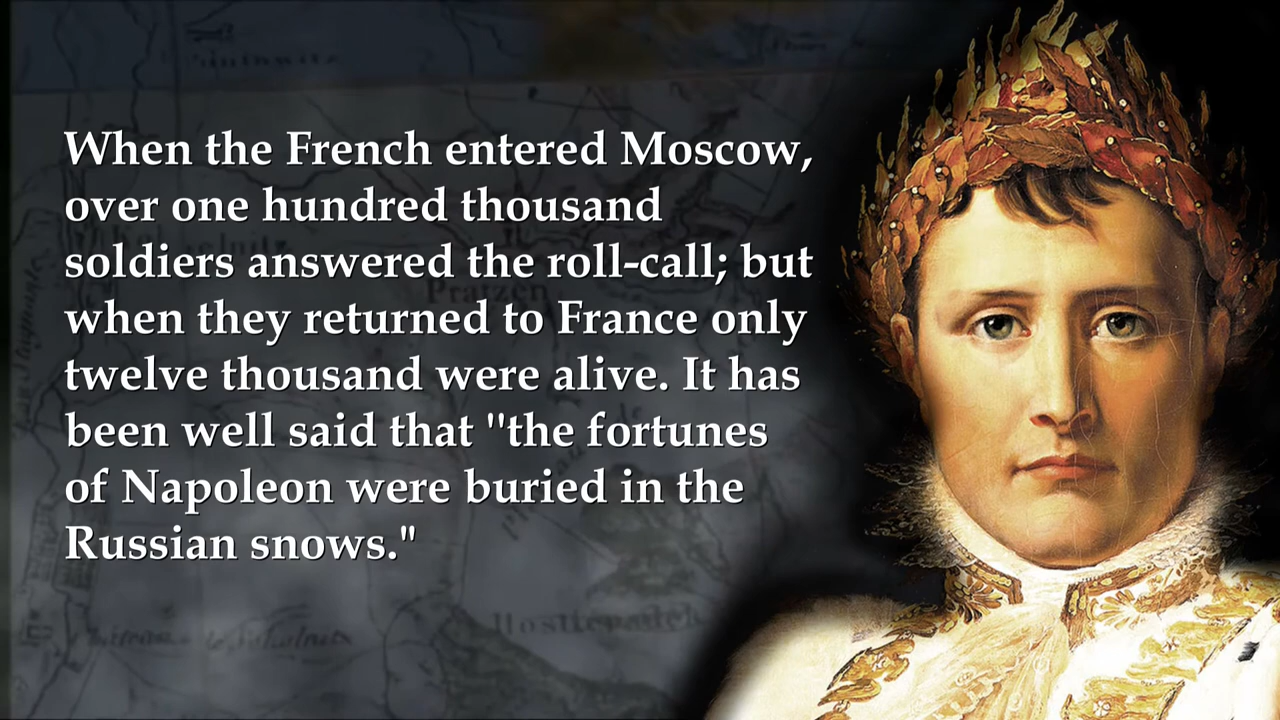 When the French entered Moscow,
over one hundred thousand
soldiers answered the roll-call; but
when they returned to France only
twelve thousand were alive. It has
been well said that "the fortunes
of Napoleon were buried in the
Russian snows."
Pratzen